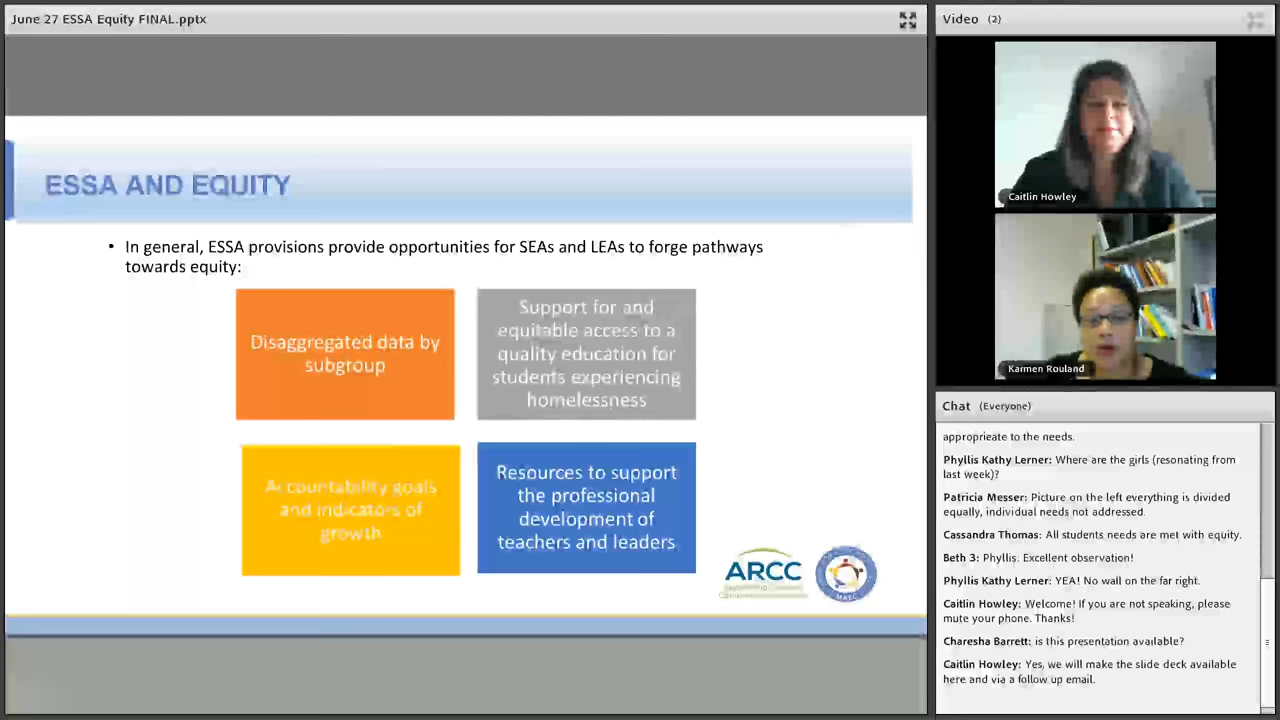 June 27 ESSA Equity FINAL.pptx
ESSA AND EQUITY
• In general, ESSA provisions provide opportunities for SEAs and LEAs to forge pathways
towards equity:
Disaggregated data by
subgroup
Support for and
equitable access to a
quality education for
students experiencing
homelessness
Accountability goals
and indicators of
growth
Resources to support
the professional
development of
teachers and leaders
ARCC
MAEC
Video (2)
Caitlin Howley
Karmen Rouland
Chat (Everyone)
approprieate to the needs.
Phyllis Kathy Lerner: Where are the girls (resonating from
last week)?
Patricia Messer: Picture on the left everything is divided
equally, individual needs not addressed.
Cassandra Thomas: All students needs are met with equity.
Beth 3: Phyllis. Excellent observation!
Phyllis Kathy Lerner: YEA! No wall on the far right.
Caitlin Howley: Welcome! If you are not speaking, please
mute your phone. Thanks!
Charesha Barrett: is this presentation available?
Caitlin Howley: Yes, we will make the slide deck available
here and via a follow up email.